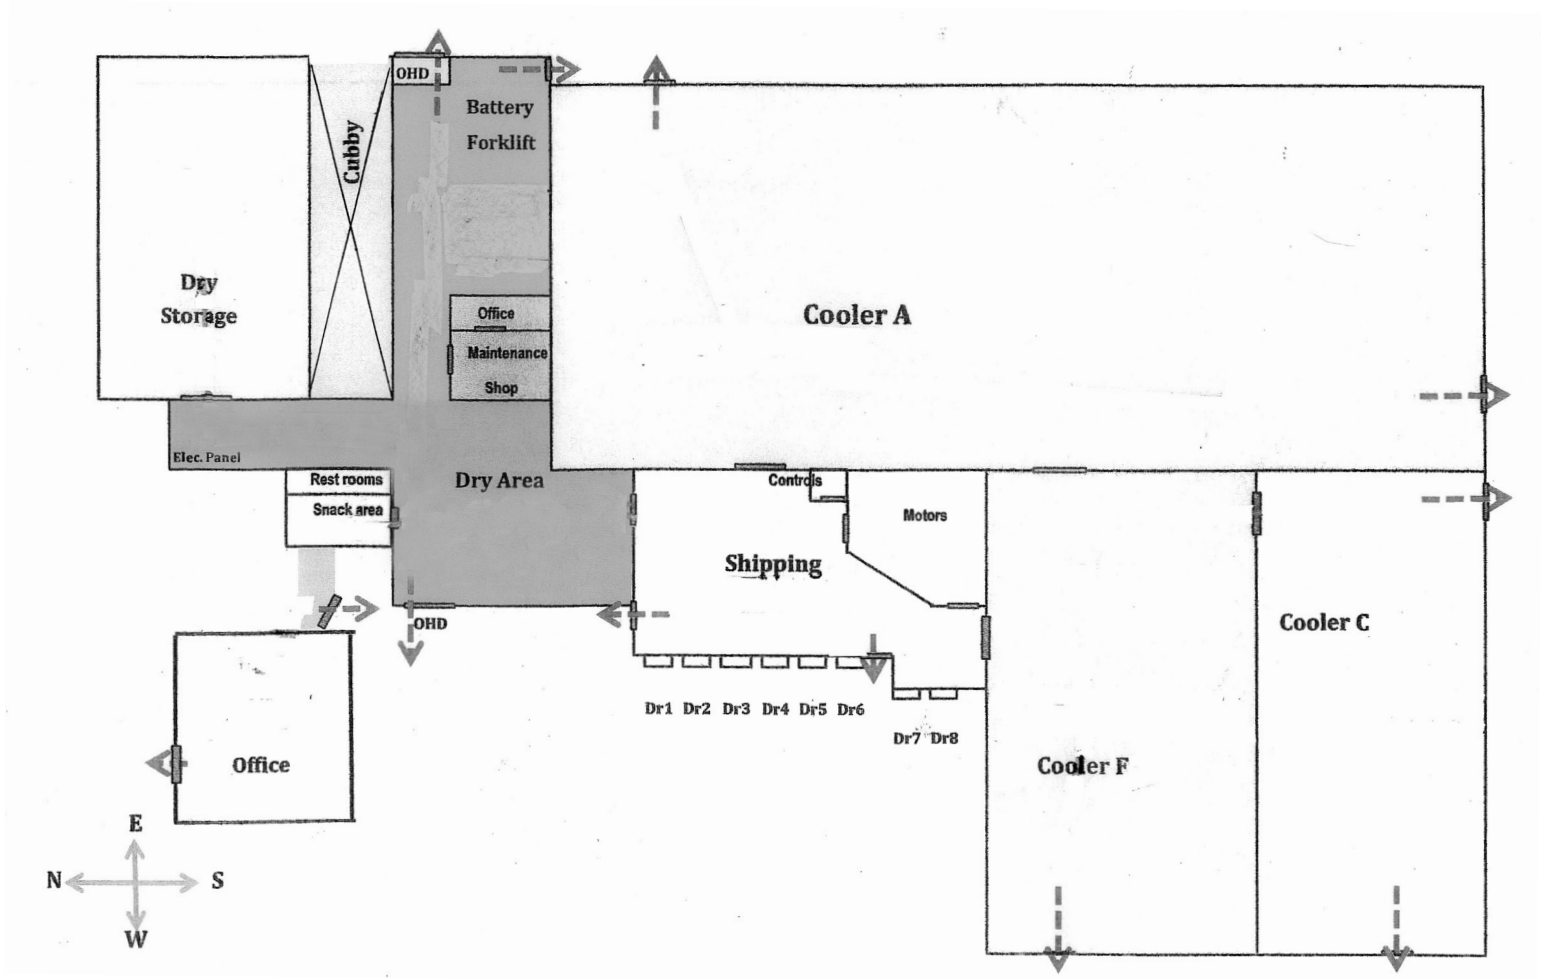 OHD
Battery
Forklift
Cubby
Dry
Storage
Office
Maintenance
Shop
Cooler A
Elec. Panel
Rest rooms
Snack area
Dry Area
Controls
Motors
Shipping
OHD
Cooler C
Dr1 Dr2 Dr3 Dr4 Dr5 Dr6
Dr7 Dr8
Office
Cooler F
E
N S
W